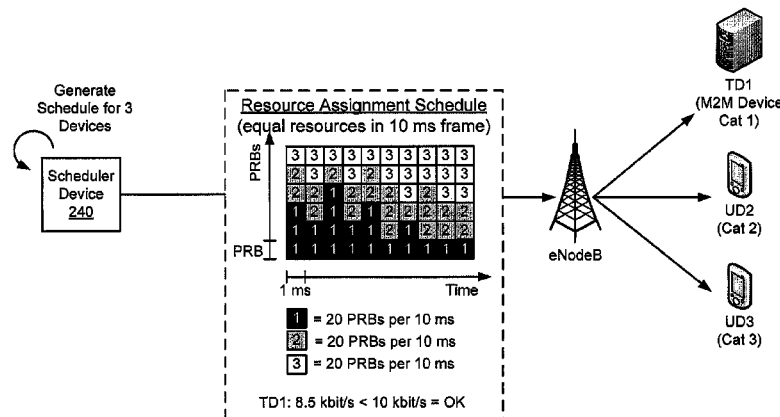 Generate
Schedule for 3
Devices
Scheduler
Device
240
Resource Assignment Schedule
(equal resources in 10 ms frame)
PRBs
3 3 3 3 3 3 3 3 3 3
2 3 2 3 2 3 3 3 3 3
2 2 1 2 2 2 3 2 3 3
1 2 1 2 1 2 2 2 2 2
1 1 1 1 1 2 1 2 2 2
PRB
1 1 1 1 1 1 1 1 1 1
1 ms
Time
1 = 20 PRBs per 10 ms
2 = 20 PRBs per 10 ms
3 = 20 PRBs per 10 ms
TD1: 8.5 kbit/s < 10 kbit/s = OK
eNodeB
TD1
(M2M Device
Cat 1)
UD2
(Cat 2)
UD3
(Cat 3)